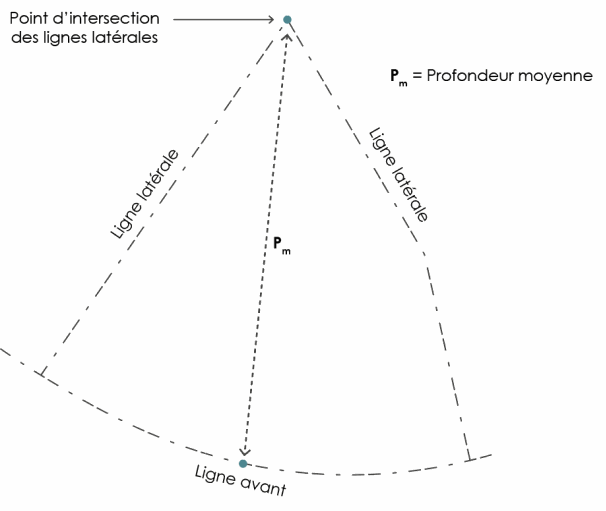 Point d'intersection
des lignes latérales
P_m = Profondeur moyenne
Ligne latérale
Ligne latérale
P_m
Ligne avant